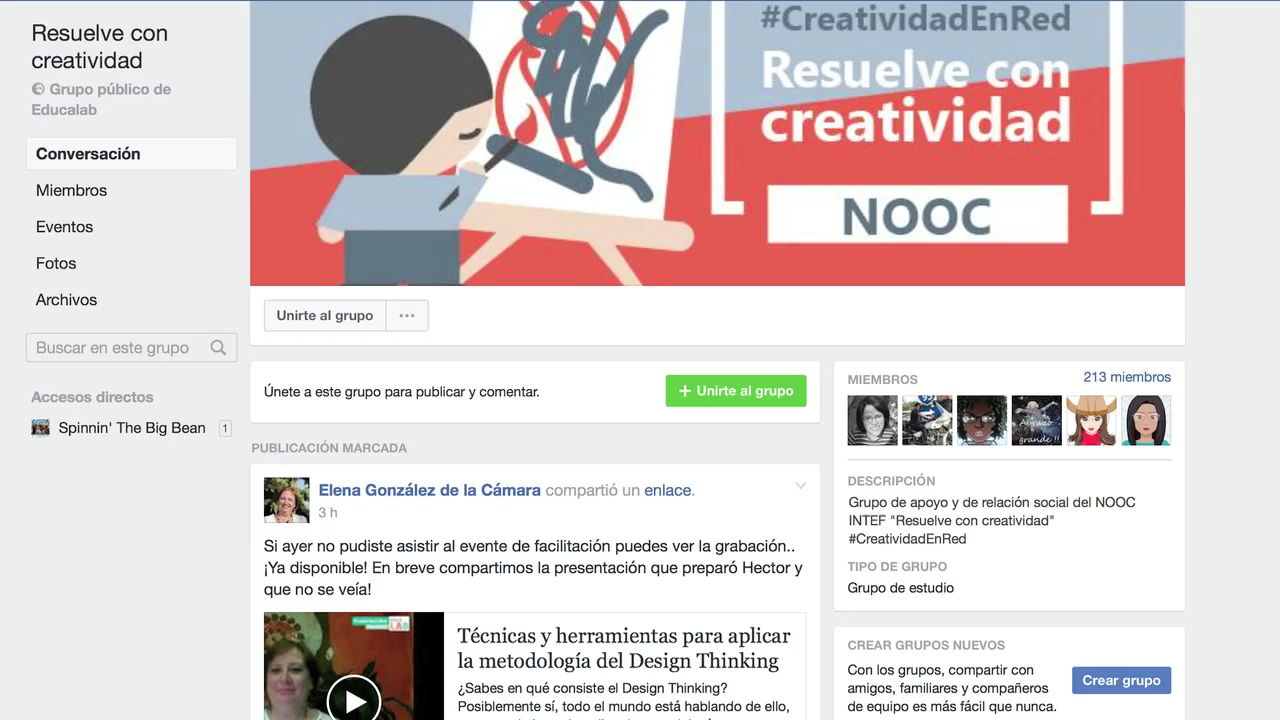 Resuelve con
creatividad
Grupo público de
Educalab
Conversación
Miembros
Eventos
Fotos
Archivos
Buscar en este grupo
Accesos directos
Spinnin' The Big Bean 1
#CreatividadEnRed
Resuelve con
creatividad
NOOC
Unirte al grupo
Únete a este grupo para publicar y comentar.
+ Unirte al grupo
PUBLICACIÓN MARCADA
Elena González de la Cámara compartió un enlace.
3 h
Si ayer no pudiste asistir al evente de facilitación puedes ver la grabación..
¡Ya disponible! En breve compartimos la presentación que preparó Hector y
que no se veía!
LAB
Técnicas y herramientas para aplicar
la metodología del Design Thinking
¿Sabes en qué consiste el Design Thinking?
Posiblemente sí, todo el mundo está hablando de ello,
MIEMBROS
213 miembros
Abrazo
grande !!
DESCRIPCIÓN
Grupo de apoyo y de relación social del NOOC
INTEF "Resuelve con creatividad"
#CreatividadEnRed
TIPO DE GRUPO
Grupo de estudio
CREAR GRUPOS NUEVOS
Con los grupos, compartir con
amigos, familiares y compañeros
de equipo es más fácil que nunca.
Crear grupo